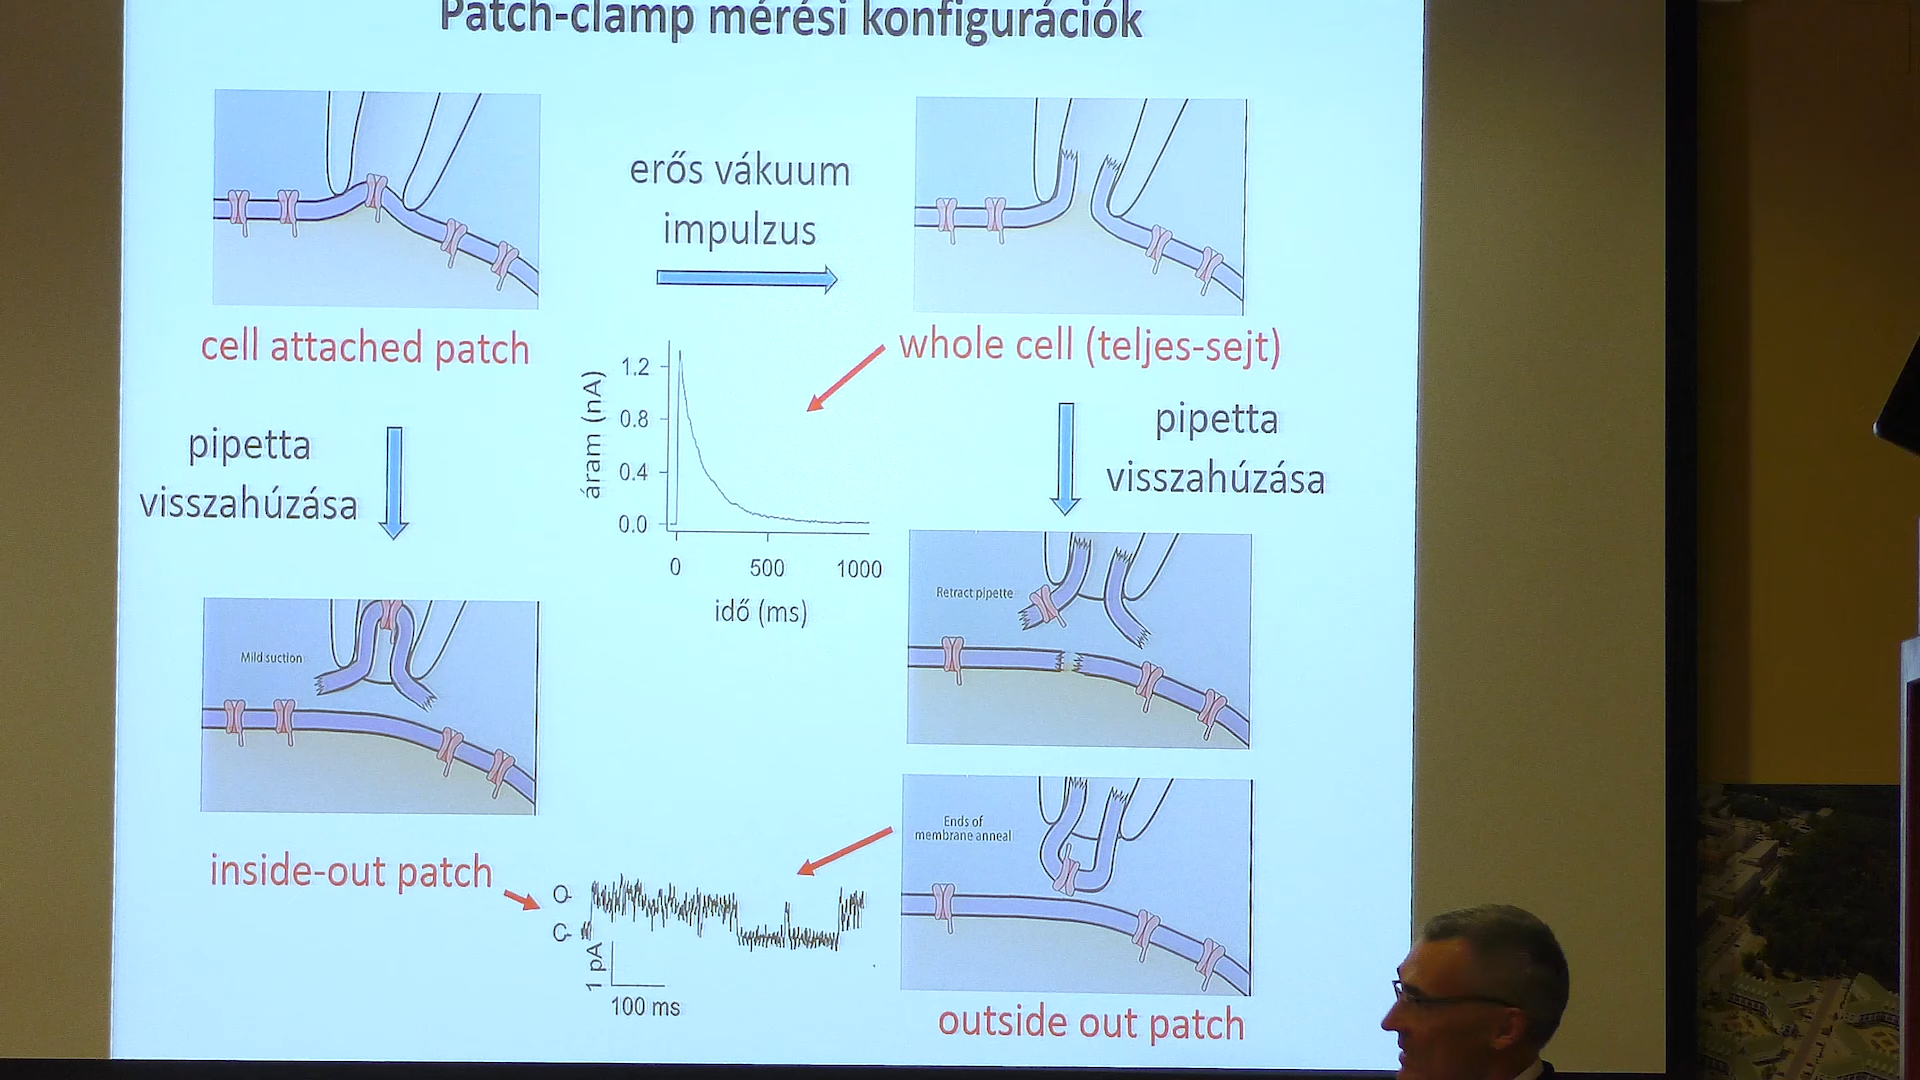 Patch-clamp mérési konfigurációk
erős vákuum
impulzus
cell attached patch
whole cell (teljes-sejt)
pipetta
visszahúzása
áram (nA)
1.2
0.8
0.4
0.0
0 500 1000
idő (ms)
pipetta
visszahúzása
Mild suction
Retract pipette
inside-out patch
O-
C-
1 pA
100 ms
Ends of
membrane anneal
outside out patch